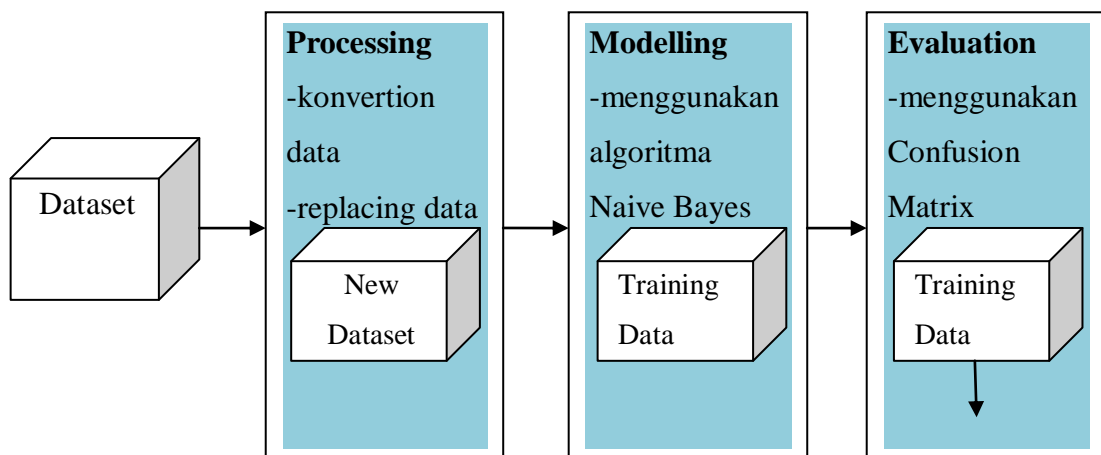 Dataset
Processing
-konvertion
data
-replacing data
New
Dataset
Modelling
-menggunakan
algoritma
Naive Bayes
Training
Data
Evaluation
-menggunakan
Confusion
Matrix
Training
Data